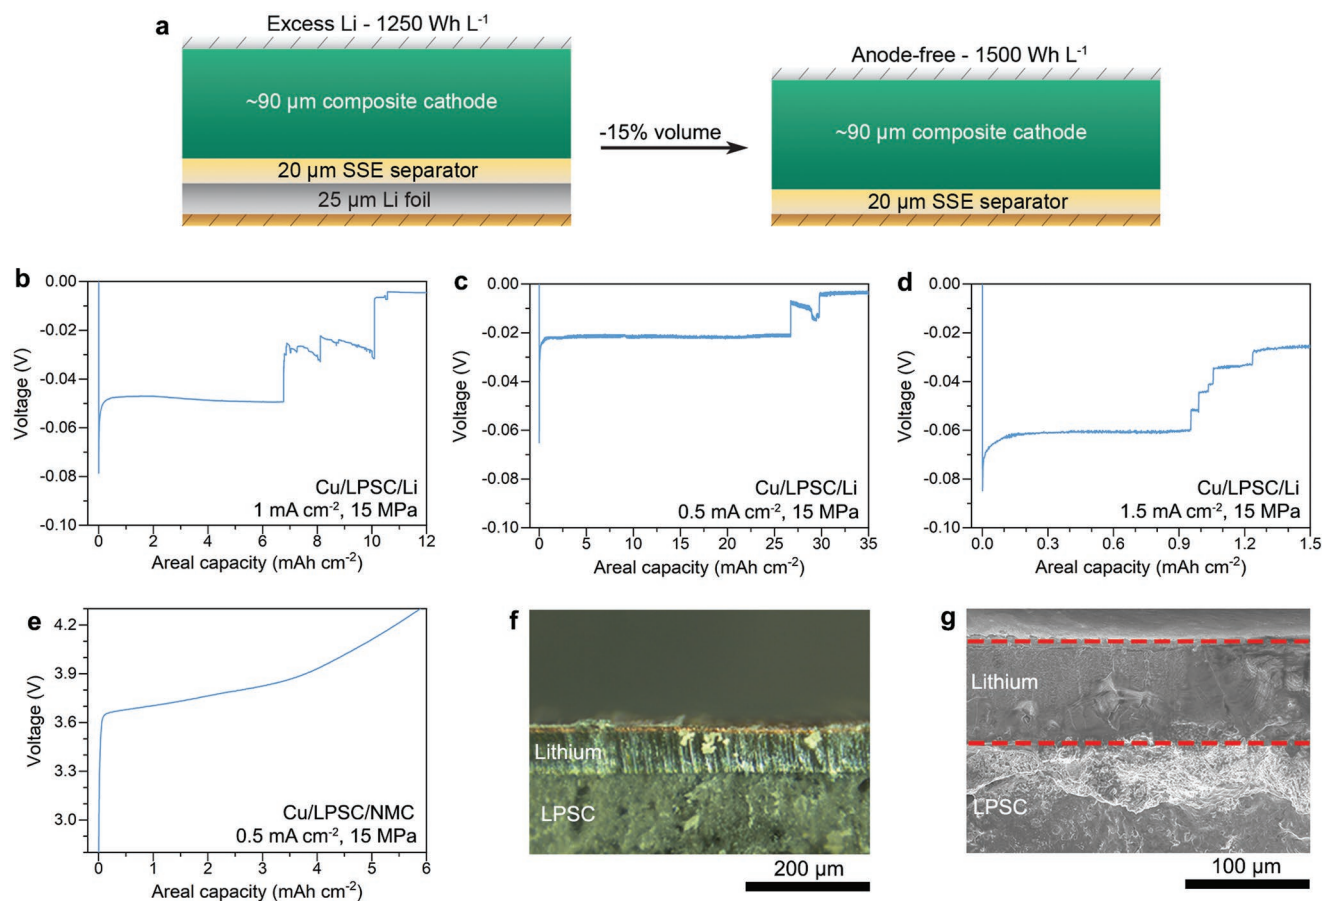 a
Excess Li - 1250 Wh L⁻¹
~90 µm composite cathode
20 µm SSE separator
25 µm Li foil
-15% volume
Anode-free - 1500 Wh L⁻¹
~90 µm composite cathode
20 µm SSE separator
b
0.00
-0.02
-0.04
-0.06
-0.08
-0.10
Voltage (V)
Cu/LPSC/Li
1 mA cm⁻², 15 MPa
0 2 4 6 8 10 12
Areal capacity (mAh cm⁻²)
c
0.00
-0.02
-0.04
-0.06
-0.08
-0.10
Voltage (V)
Cu/LPSC/Li
0.5 mA cm⁻², 15 MPa
0 5 10 15 20 25 30 35
Areal capacity (mAh cm⁻²)
d
0.00
-0.02
-0.04
-0.06
-0.08
-0.10
Voltage (V)
Cu/LPSC/Li
1.5 mA cm⁻², 15 MPa
0.0 0.3 0.6 0.9 1.2 1.5
Areal capacity (mAh cm⁻²)
e
4.2
3.9
3.6
3.3
3.0
Voltage (V)
Cu/LPSC/NMC
0.5 mA cm⁻², 15 MPa
0 1 2 3 4 5 6
Areal capacity (mAh cm⁻²)
f
Lithium
LPSC
200 µm
g
Lithium
LPSC
100 µm